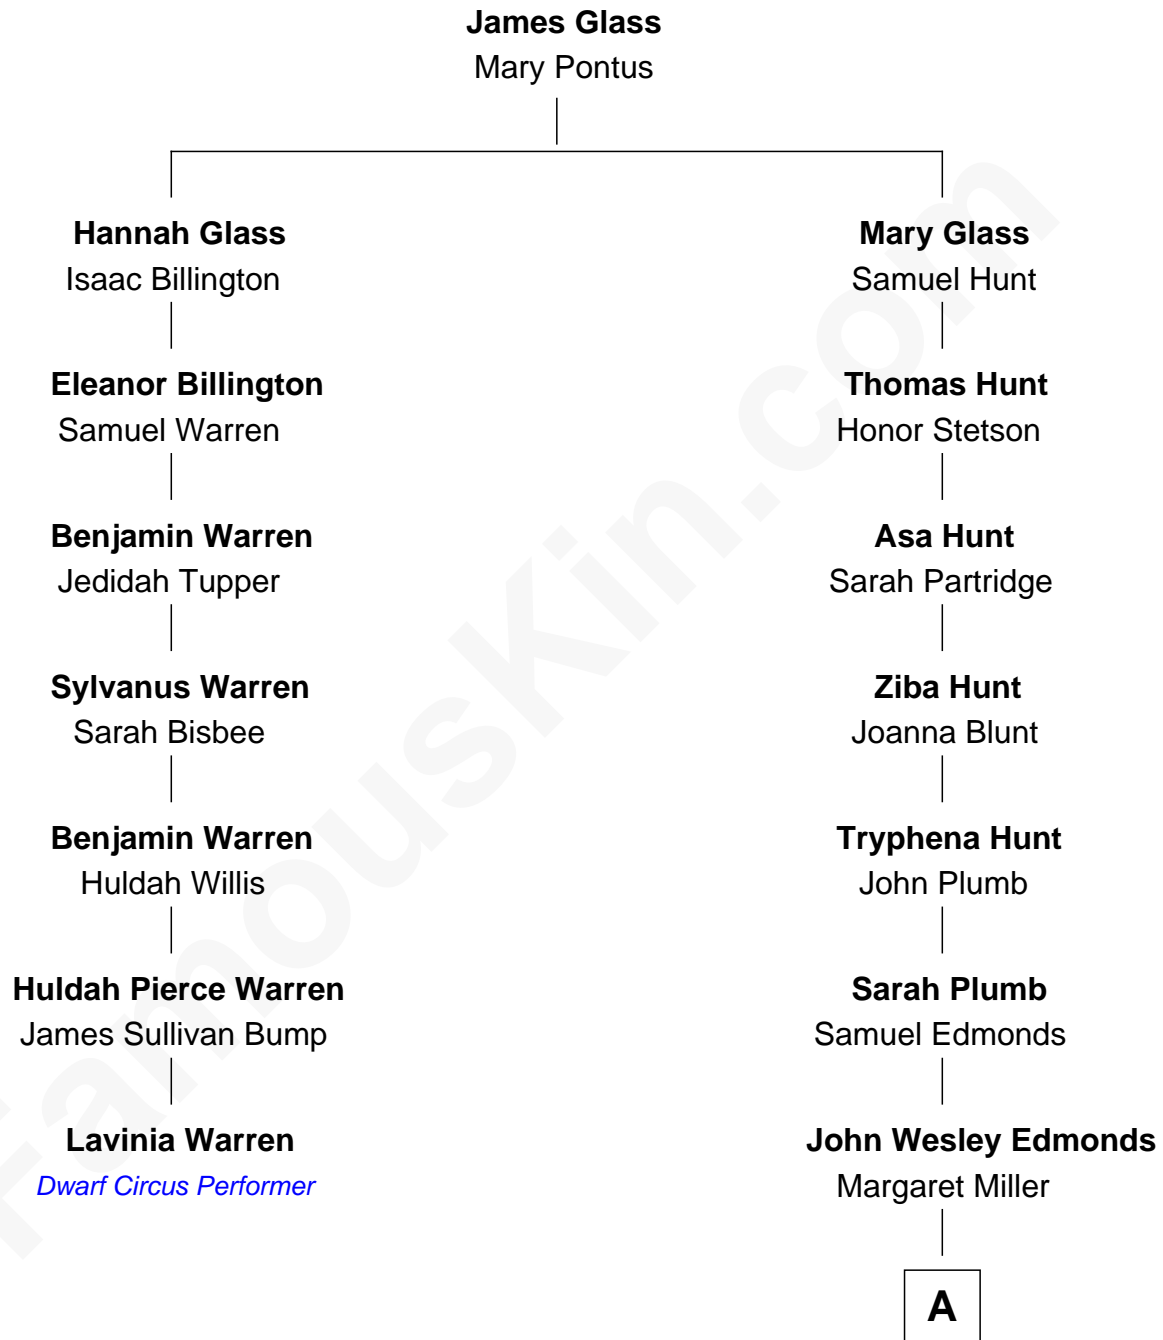 James Glass
Mary Pontus
Hannah Glass
Isaac Billington
Eleanor Billington
Samuel Warren
Benjamin Warren
Jedidah Tupper
Sylvanus Warren
Sarah Bisbee
Benjamin Warren
Huldah Willis
Huldah Pierce Warren
James Sullivan Bump
Lavinia Warren
Dwarf Circus Performer
Mary Glass
Samuel Hunt
Thomas Hunt
Honor Stetson
Asa Hunt
Sarah Partridge
Ziba Hunt
Joanna Blunt
Tryphena Hunt
John Plumb
Sarah Plumb
Samuel Edmonds
John Wesley Edmonds
Margaret Miller
A
FamousKin.com